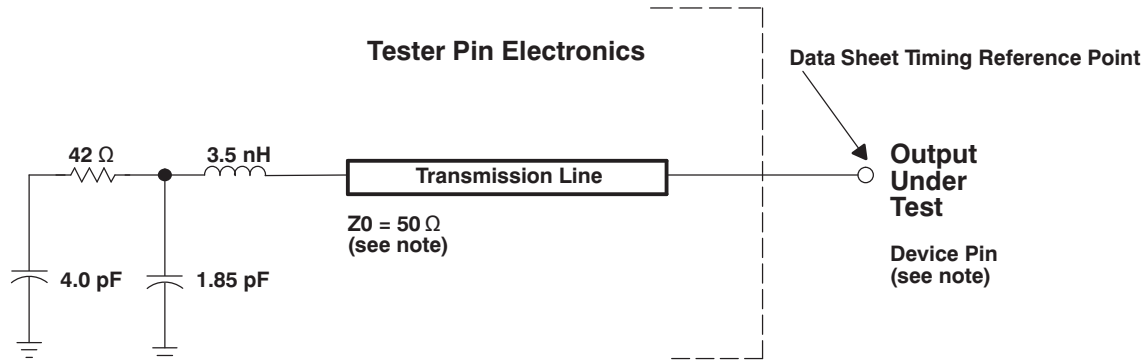 Tester Pin Electronics
Data Sheet Timing Reference Point
42 Ω
3.5 nH
Transmission Line
Output
Under
Test
Z0 = 50 Ω
(see note)
Device Pin
(see note)
4.0 pF
1.85 pF